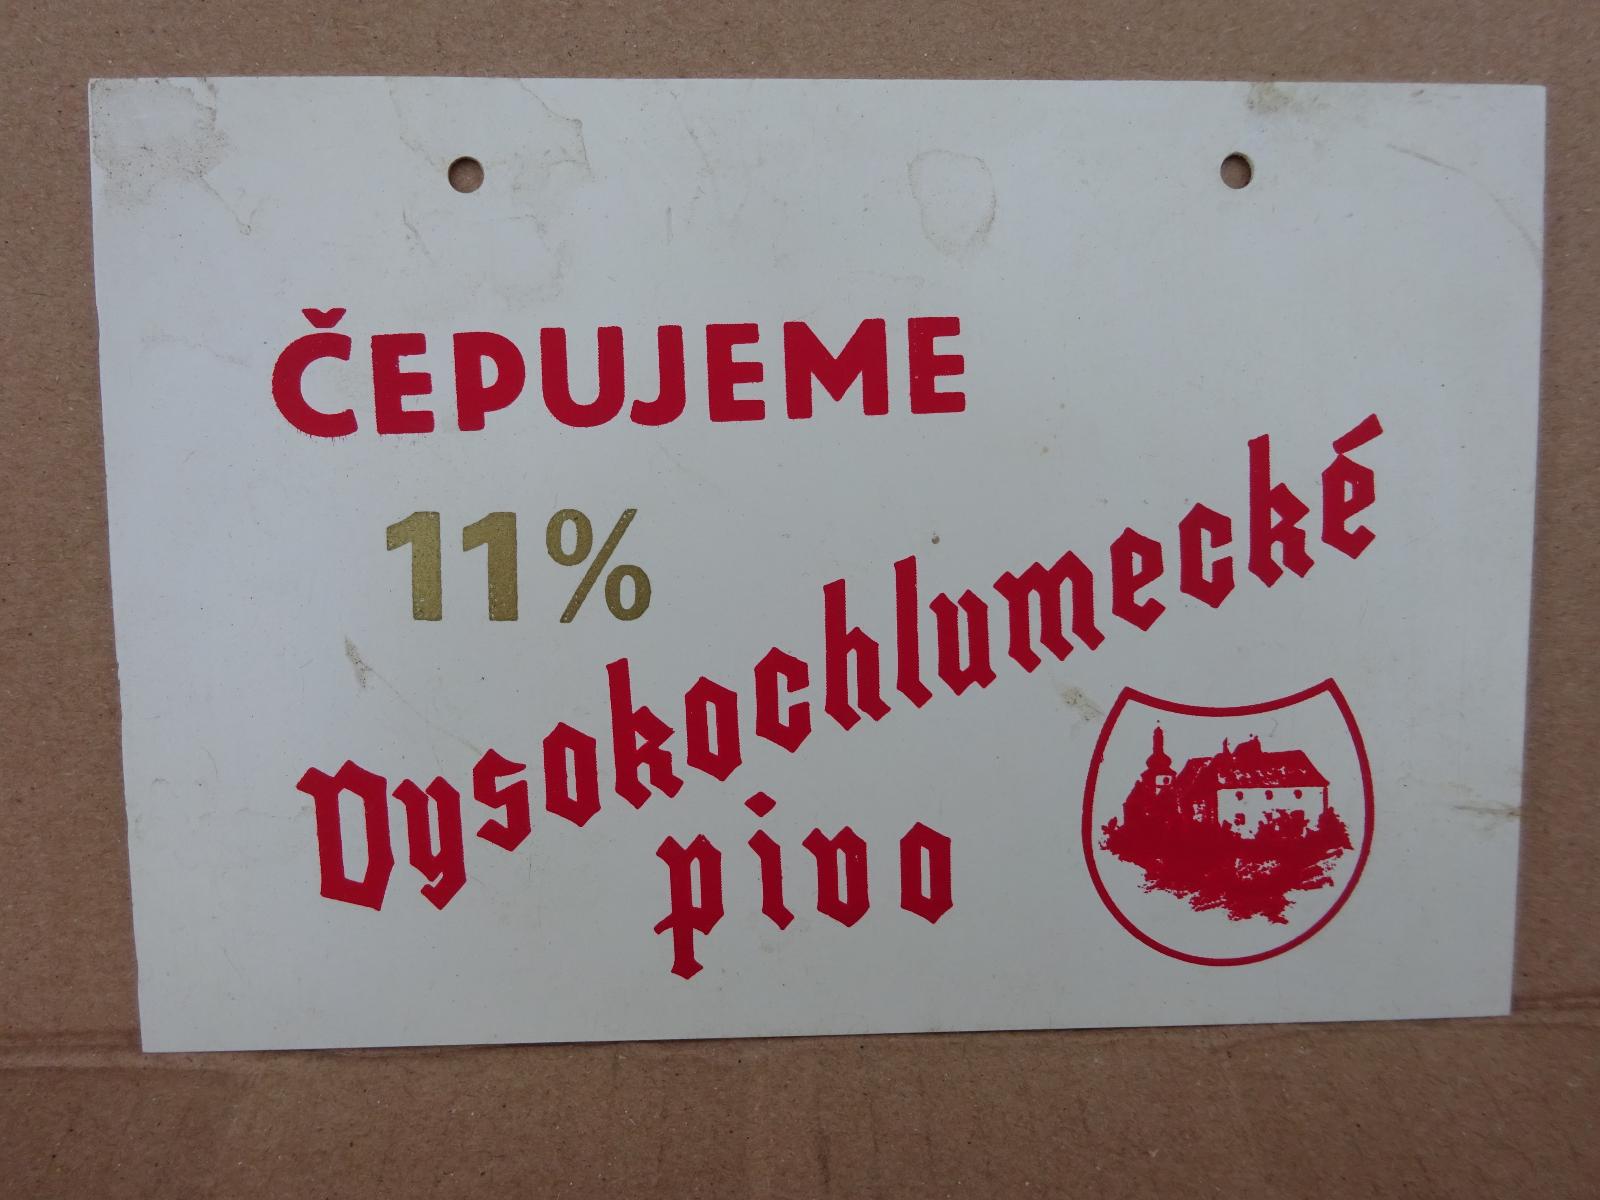 ČEPUJEME
11%
Vysokochlumecké
pivo